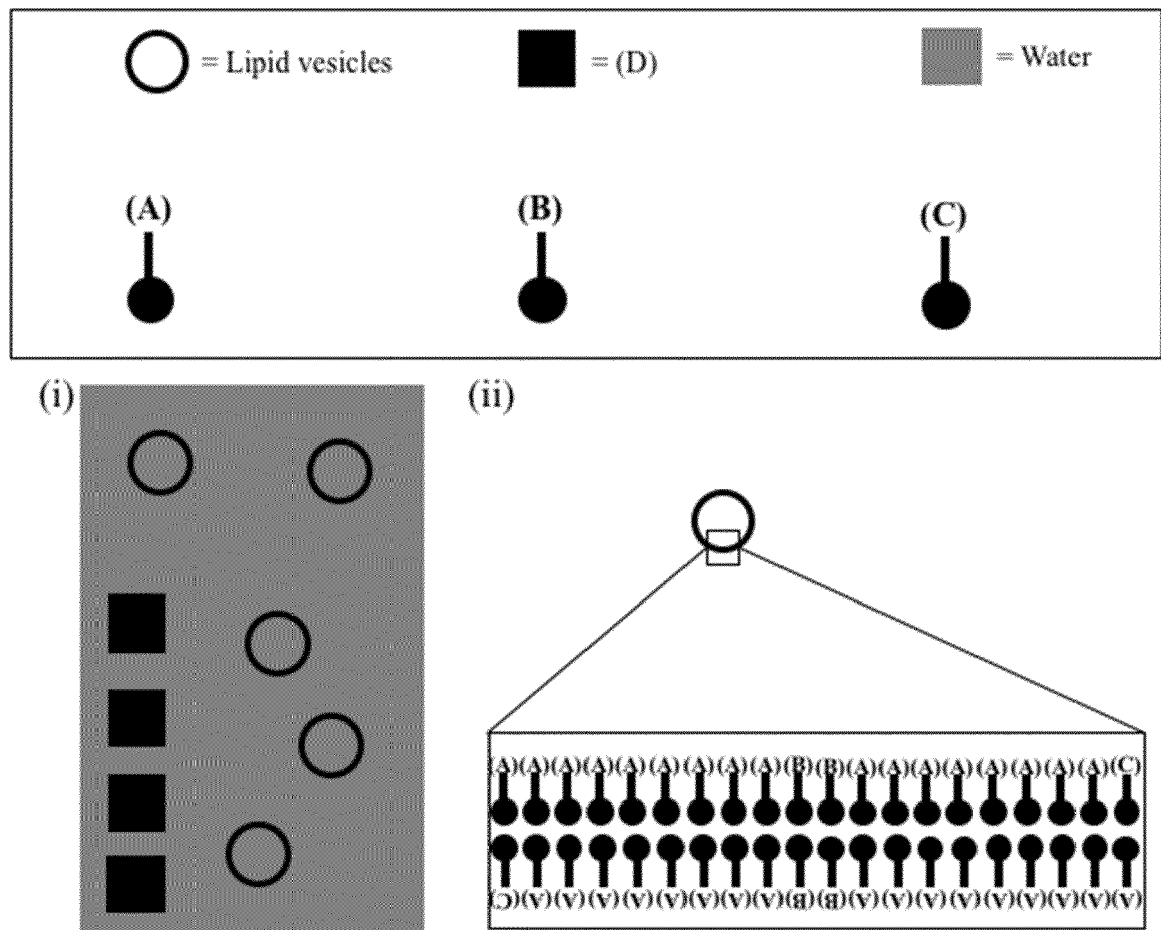 = Lipid vesicles
= (D)
= Water
(A)
(B)
(C)
(i)
(ii)
(A)(A)(A)(A)(A)(A)(A)(A)(A)(B)(B)(A)(A)(A)(A)(A)(A)(A)(A)(C)
(C)(A)(A)(A)(A)(A)(A)(A)(A)(B)(B)(A)(A)(A)(A)(A)(A)(A)(A)(A)